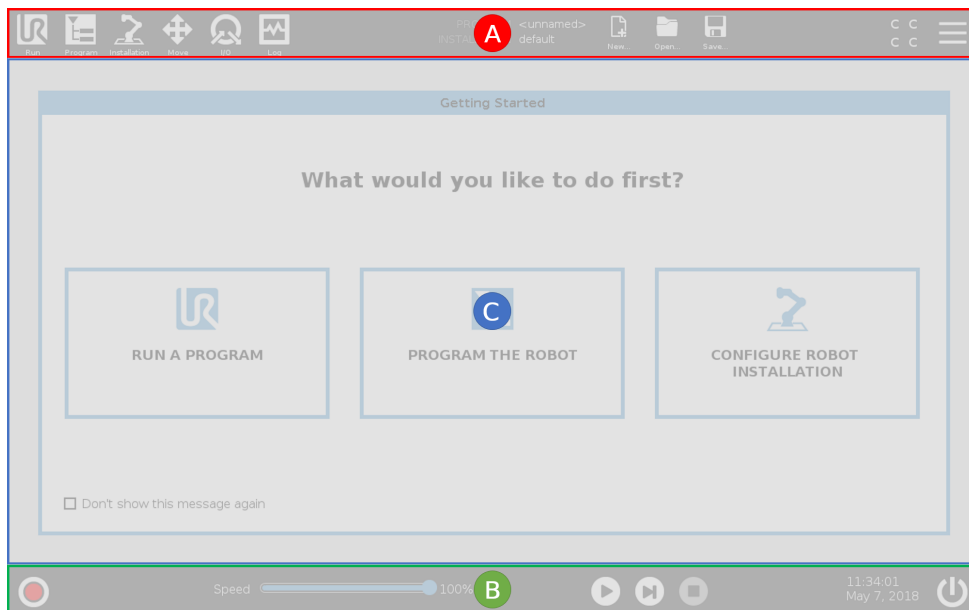 PR
<unnamed>
INSTAL
A
default
Run
Program
Installation
Move
I/O
Log
New...
Open...
Save...
C C
C C
Getting Started
What would you like to do first?
C
RUN A PROGRAM
PROGRAM THE ROBOT
CONFIGURE ROBOT
INSTALLATION
Don't show this message again
Speed
100%
B
11:34:01
May 7, 2018